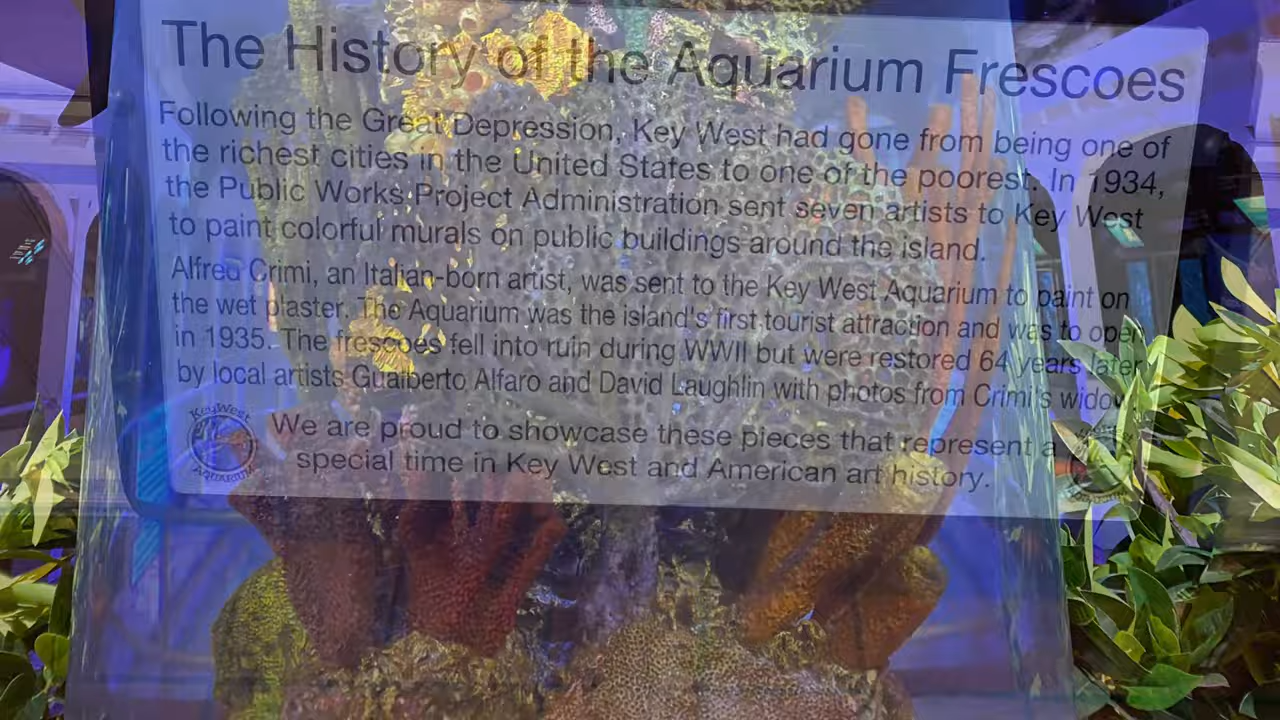 The History of the Aquarium Frescoes
Following the Great Depression, Key West had gone from being one of
the richest cities in the United States to one of the poorest. In 1934,
the Public Works Project Administration sent seven artists to Key West
to paint colorful murals on public buildings around the island.
Alfred Crimi, an Italian-born artist, was sent to the Key West Aquarium to paint on
the wet plaster. The Aquarium was the island's first tourist attraction and was to open
in 1935. The frescoes fell into ruin during WWII but were restored 64 years later
by local artists Gualberto Alfaro and David Laughlin with photos from Crimi's widow.
Key West
AQUARIUM
We are proud to showcase these pieces that represent a
special time in Key West and American art history.